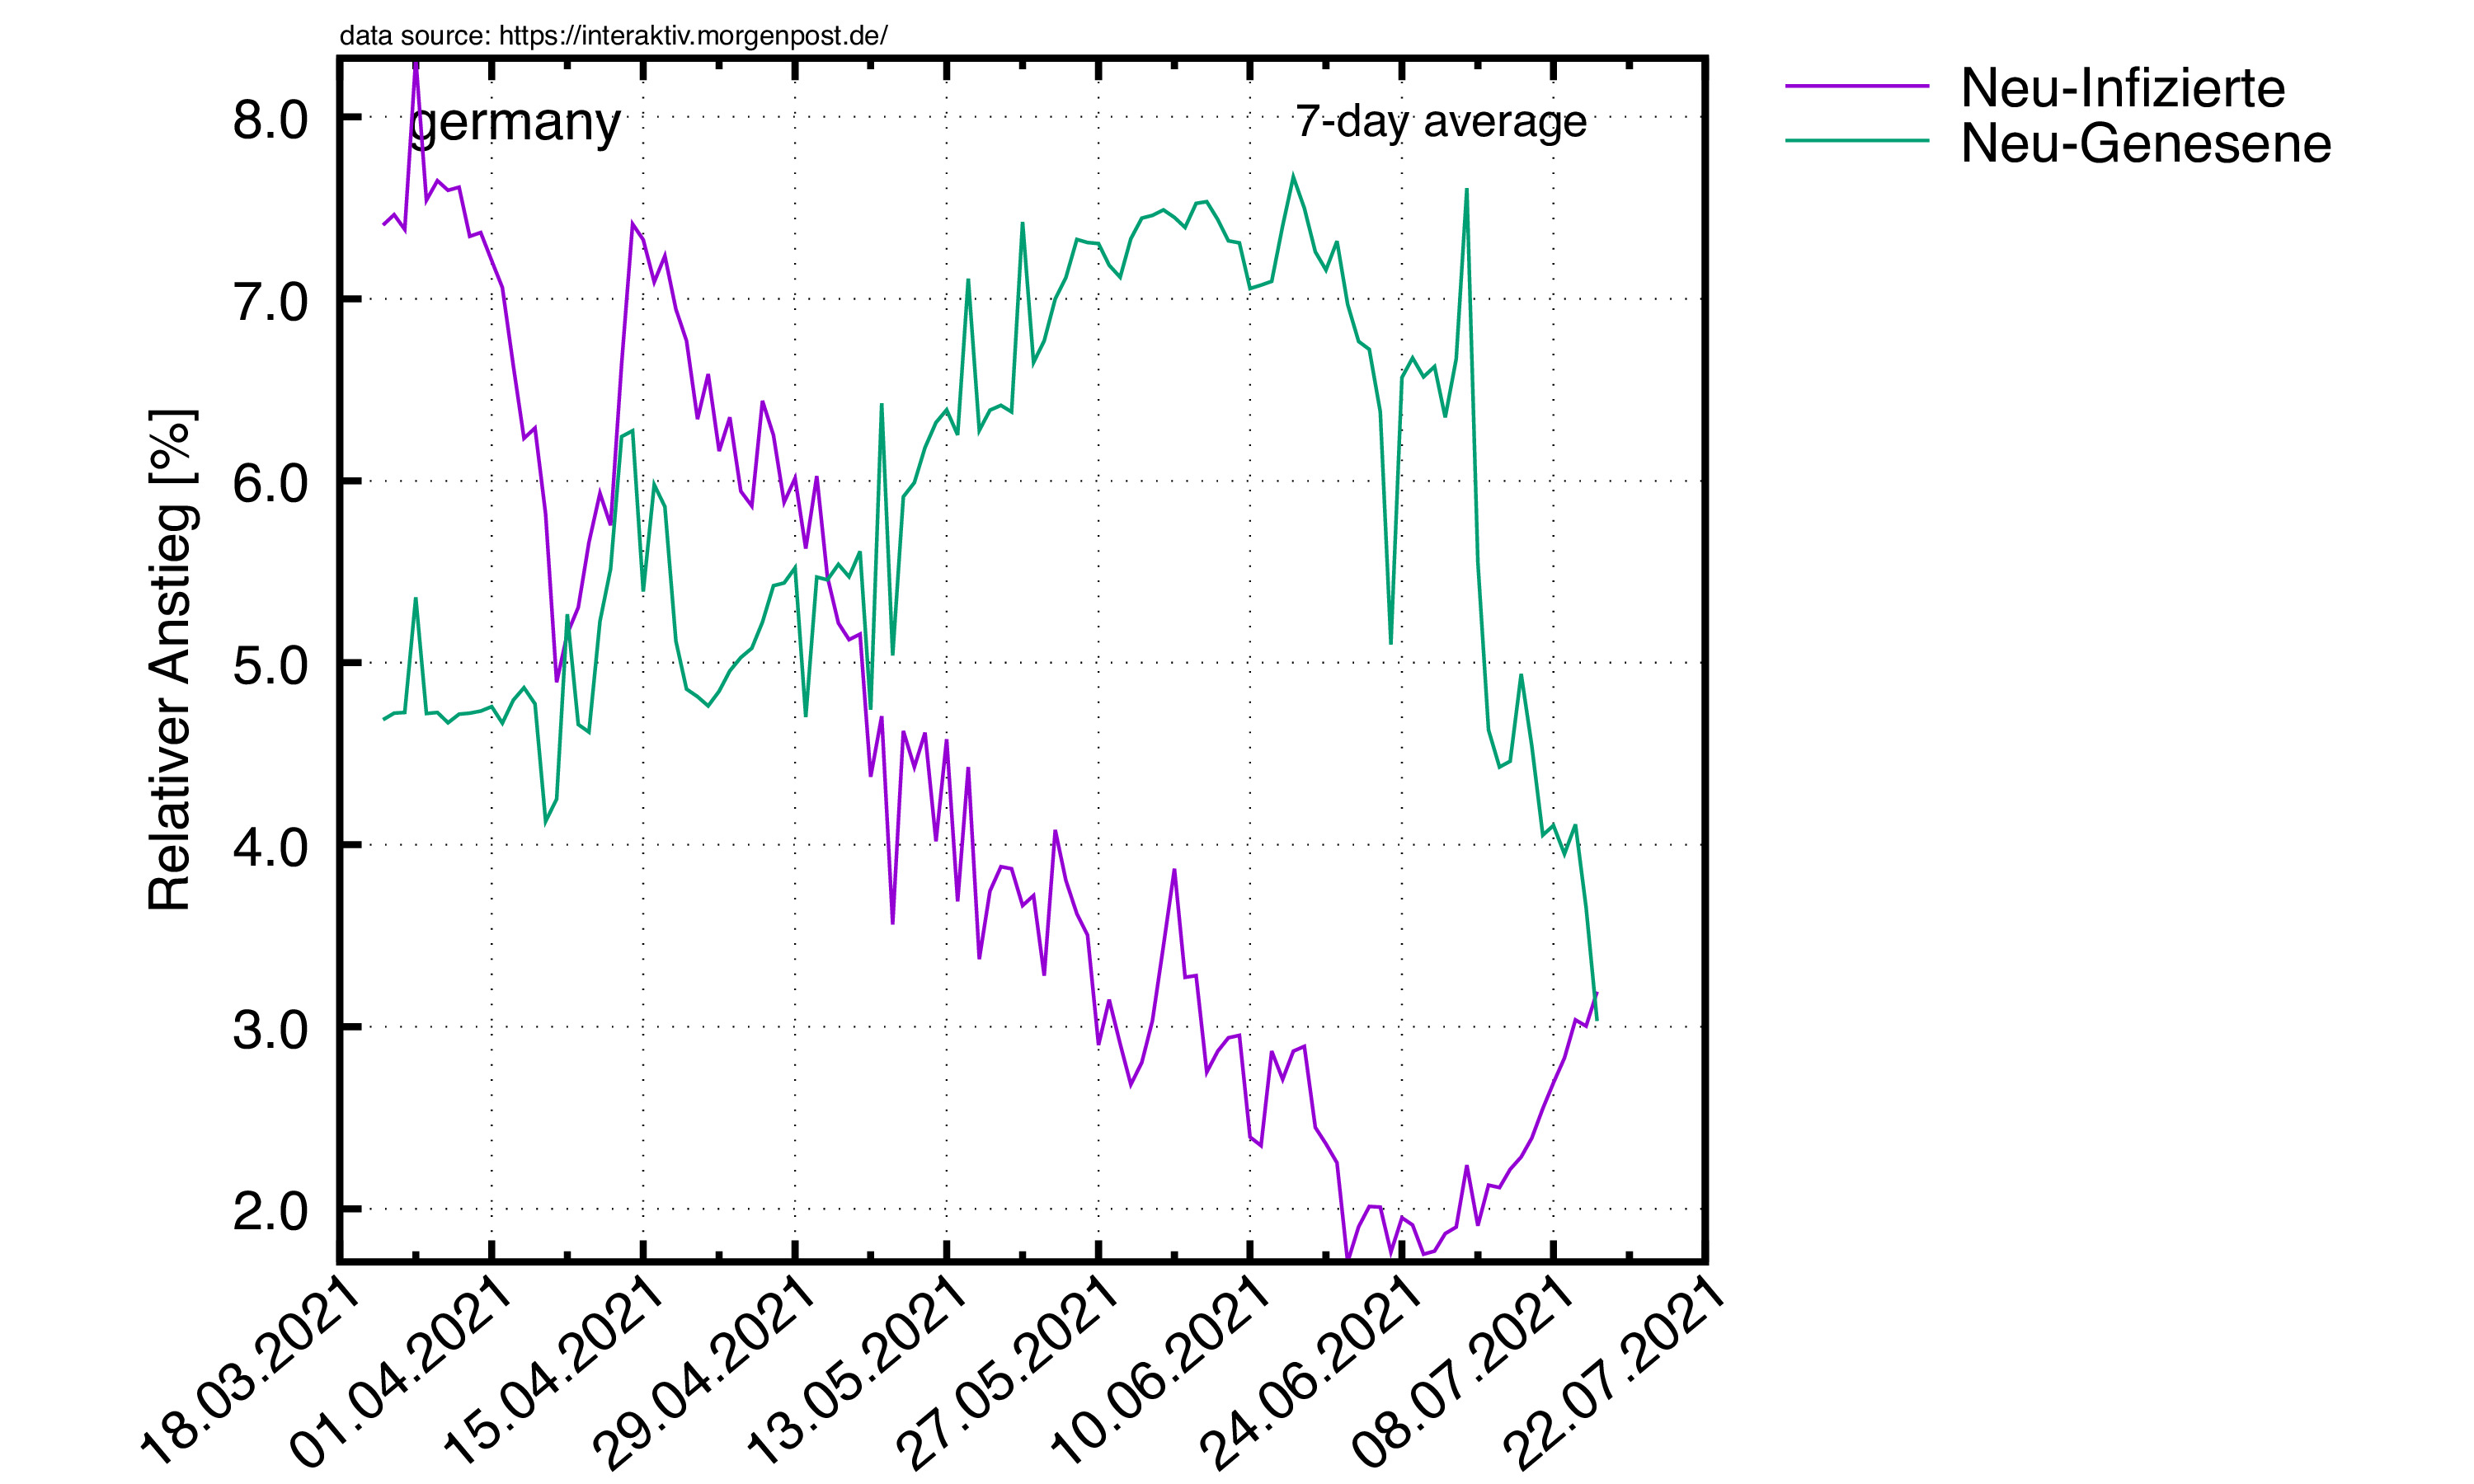 data source: https://interaktiv.morgenpost.de/
germany
7-day average
Neu-Infizierte
Neu-Genesene
Relativer Anstieg [%]
8.0
7.0
6.0
5.0
4.0
3.0
2.0
18.03.2021
01.04.2021
15.04.2021
29.04.2021
13.05.2021
27.05.2021
10.06.2021
24.06.2021
08.07.2021
22.07.2021